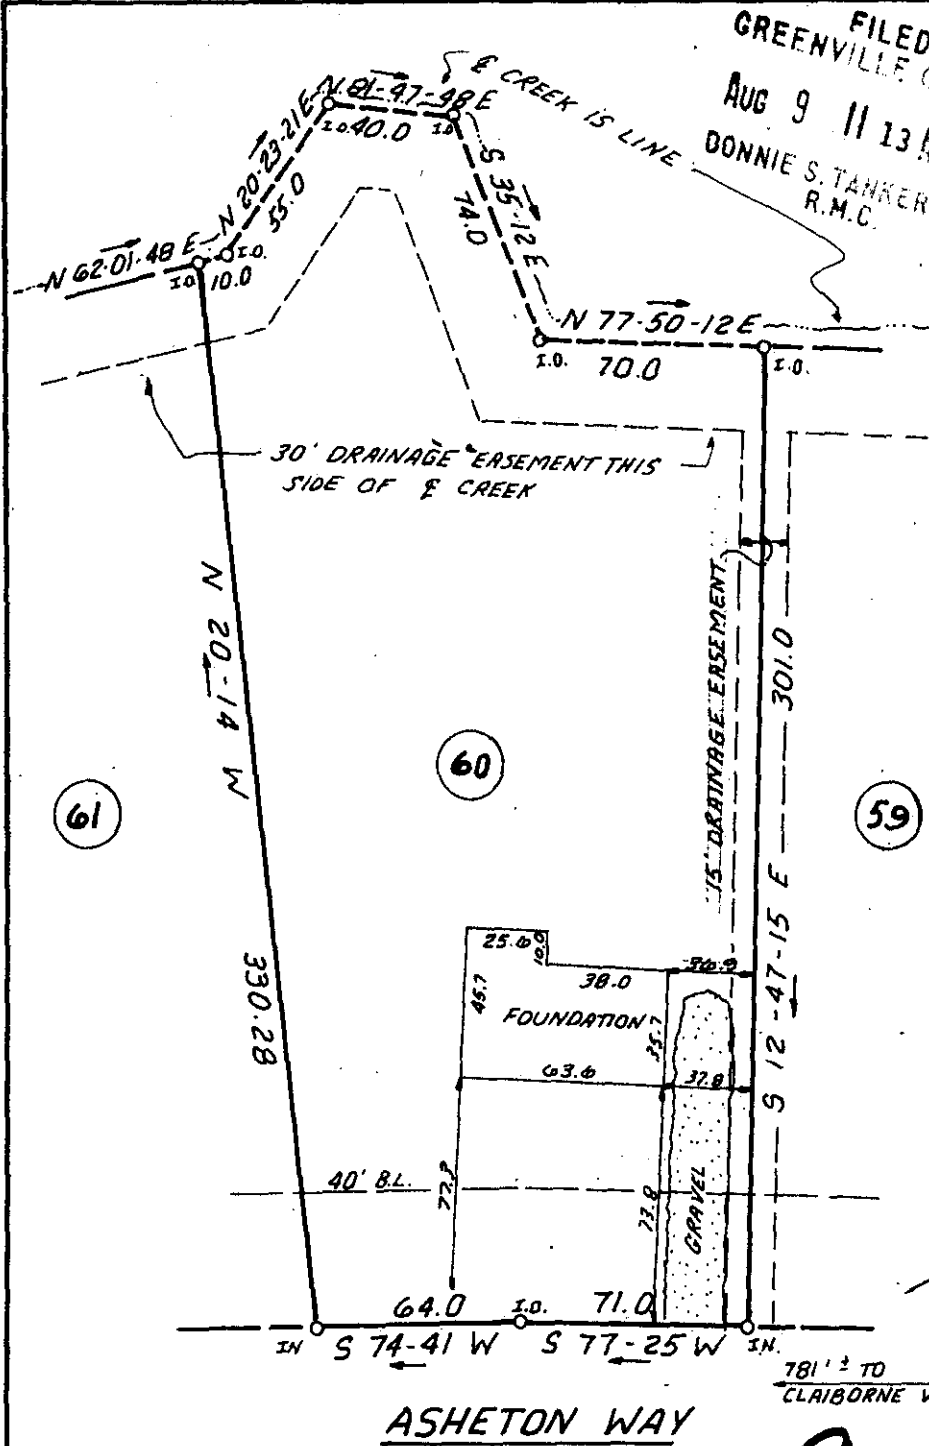 FILED
GREENVILLE
AUG 9 11 13
DONNIE S. TANKER
R.M.C.
℄ CREEK IS LINE
N 81-47-48 E
I.O. 40.0 I.O.
N 20-23-21 E
55.0
S 35-12 E
74.0
N 62-01-48 E
I.O. 10.0 I.O.
N 77-50-12 E
I.O. 70.0 I.O.
30' DRAINAGE EASEMENT THIS
SIDE OF ℄ CREEK
N 20-14 W
330.28
15' DRAINAGE EASEMENT
301.0
S 12-47-15 E
61
60
59
25.6
10.0
38.0
36.9
45.7
FOUNDATION
35.7
63.6
37.8
40' B.L.
77.3
73.8
GRAVEL
64.0 I.O. 71.0
IN S 74-41 W S 77-25 W IN.
781' ± TO
CLAIBORNE W
ASHETON WAY